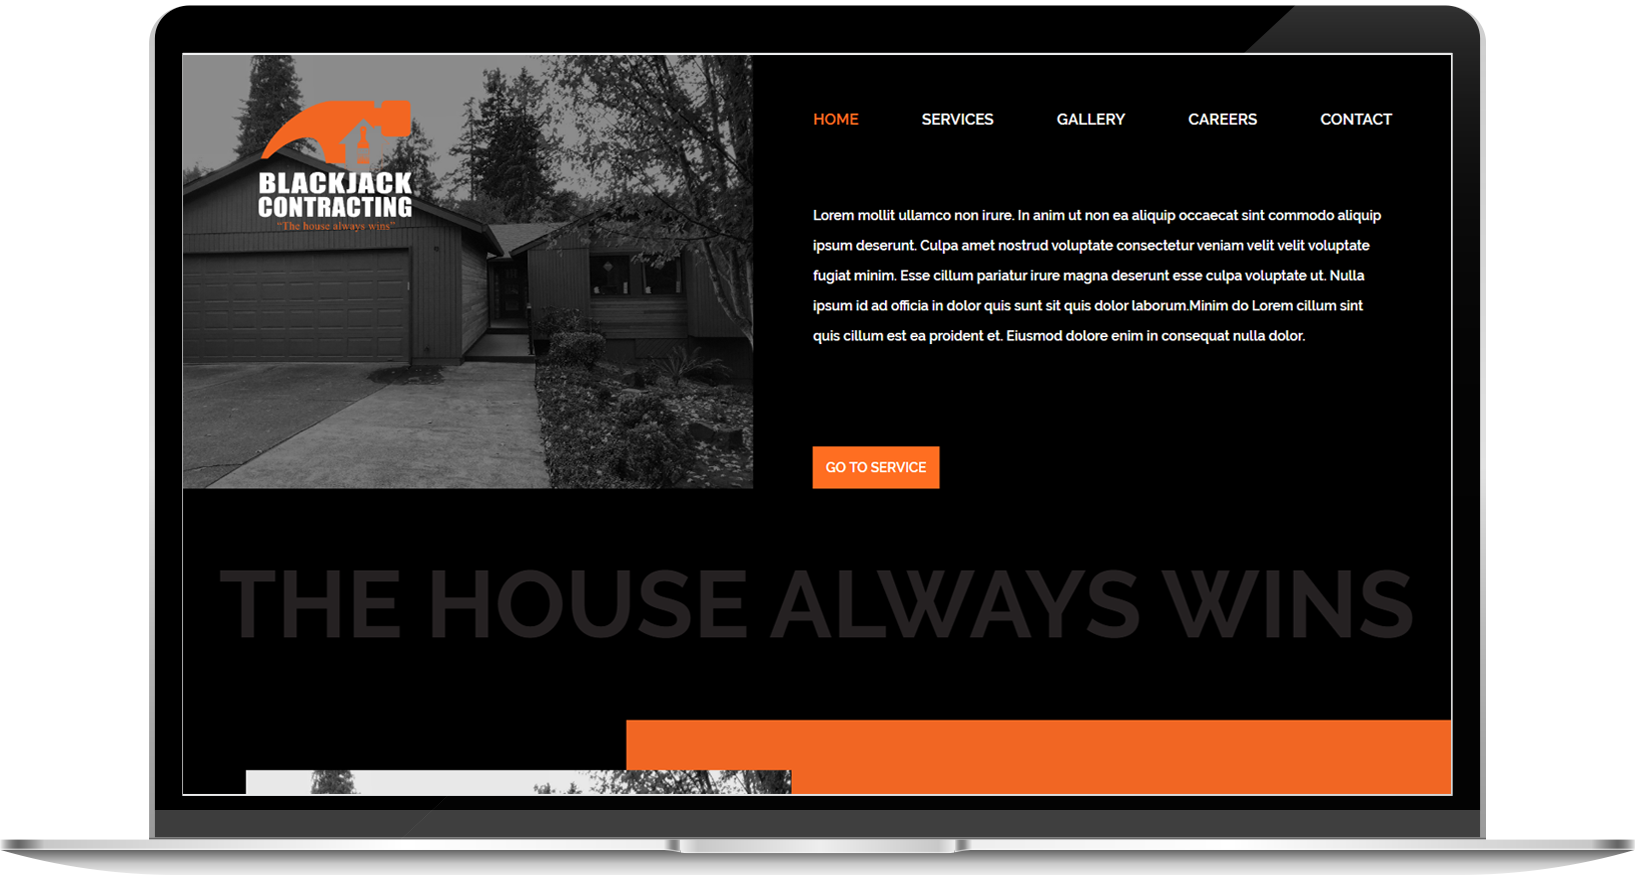 BLACKJACK
CONTRACTING
"The house always wins"
HOME SERVICES GALLERY CAREERS CONTACT
Lorem mollit ullamco non irure. In anim ut non ea aliquip occaecat sint commodo aliquip
ipsum deserunt. Culpa amet nostrud voluptate consectetur veniam velit velit voluptate
fugiat minim. Esse cillum pariatur irure magna deserunt esse culpa voluptate ut. Nulla
ipsum id ad officia in dolor quis sunt sit quis dolor laborum.Minim do Lorem cillum sint
quis cillum est ea proident et. Eiusmod dolore enim in consequat nulla dolor.
GO TO SERVICE
THE HOUSE ALWAYS WINS